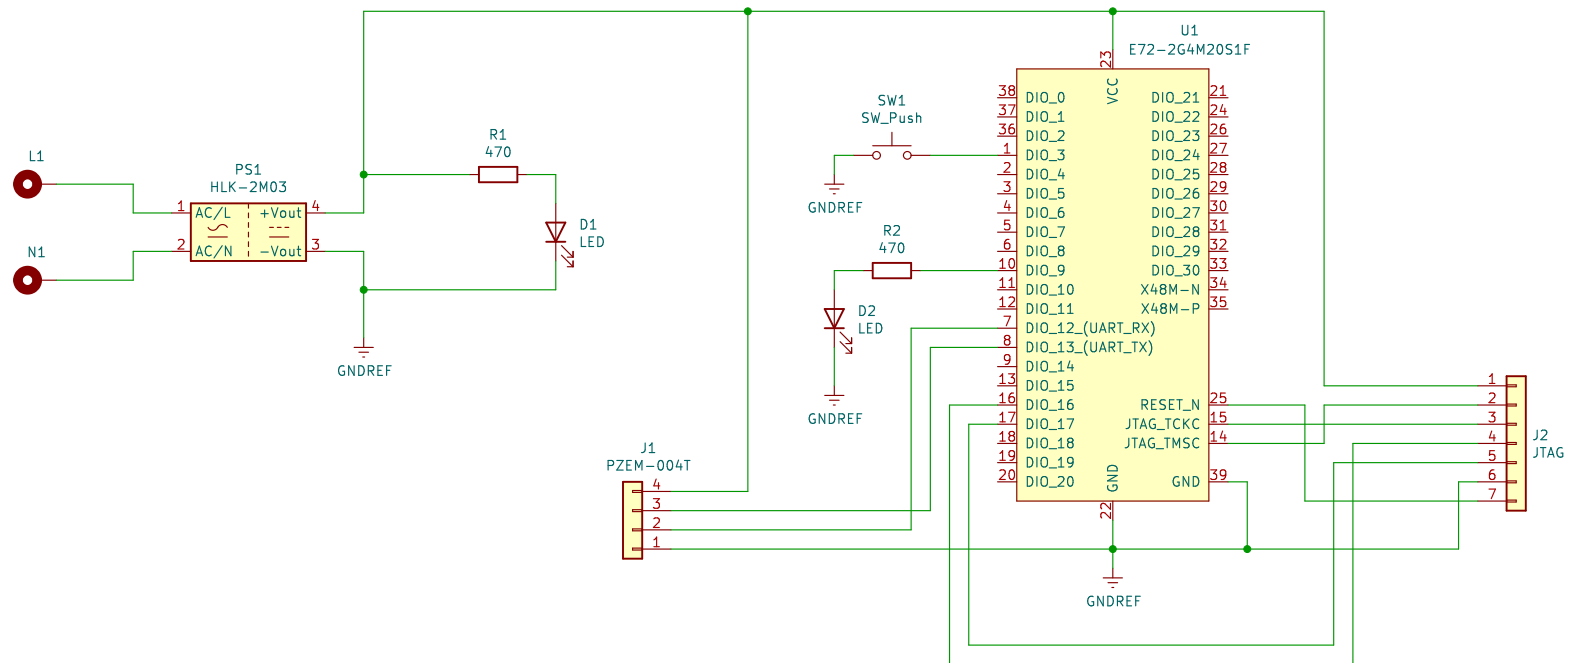 U1
E72-2G4M20S1F
23
VCC
38 DIO_0 DIO_21 21
37 DIO_1 DIO_22 24
36 DIO_2 DIO_23 26
1 DIO_3 DIO_24 27
2 DIO_4 DIO_25 28
3 DIO_5 DIO_26 29
4 DIO_6 DIO_27 30
5 DIO_7 DIO_28 31
6 DIO_8 DIO_29 32
10 DIO_9 DIO_30 33
11 DIO_10 X48M-N 34
12 DIO_11 X48M-P 35
7 DIO_12_(UART_RX)
8 DIO_13_(UART_TX)
9 DIO_14
13 DIO_15
16 DIO_16 RESET_N 25
17 DIO_17 JTAG_TCKC 15
18 DIO_18 JTAG_TMSC 14
19 DIO_19
20 DIO_20 GND 39
GND
22
GNDREF
SW1
SW_Push
GNDREF
R2
470
D2
LED
GNDREF
R1
470
D1
LED
L1
N1
PS1
HLK-2M03
1 AC/L +Vout 4
2 AC/N -Vout 3
GNDREF
J1
PZEM-004T
4
3
2
1
1
2
3
4
5
6
7
J2
JTAG